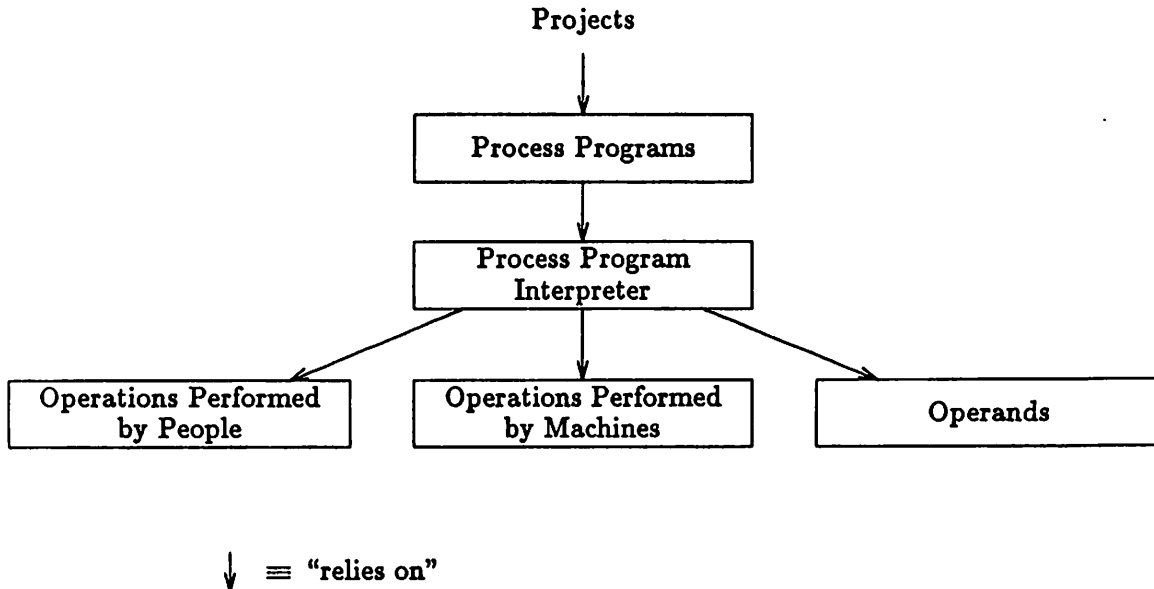 Projects
Process Programs
Process Program
Interpreter
Operations Performed
by People
Operations Performed
by Machines
Operands
≡ “relies on”